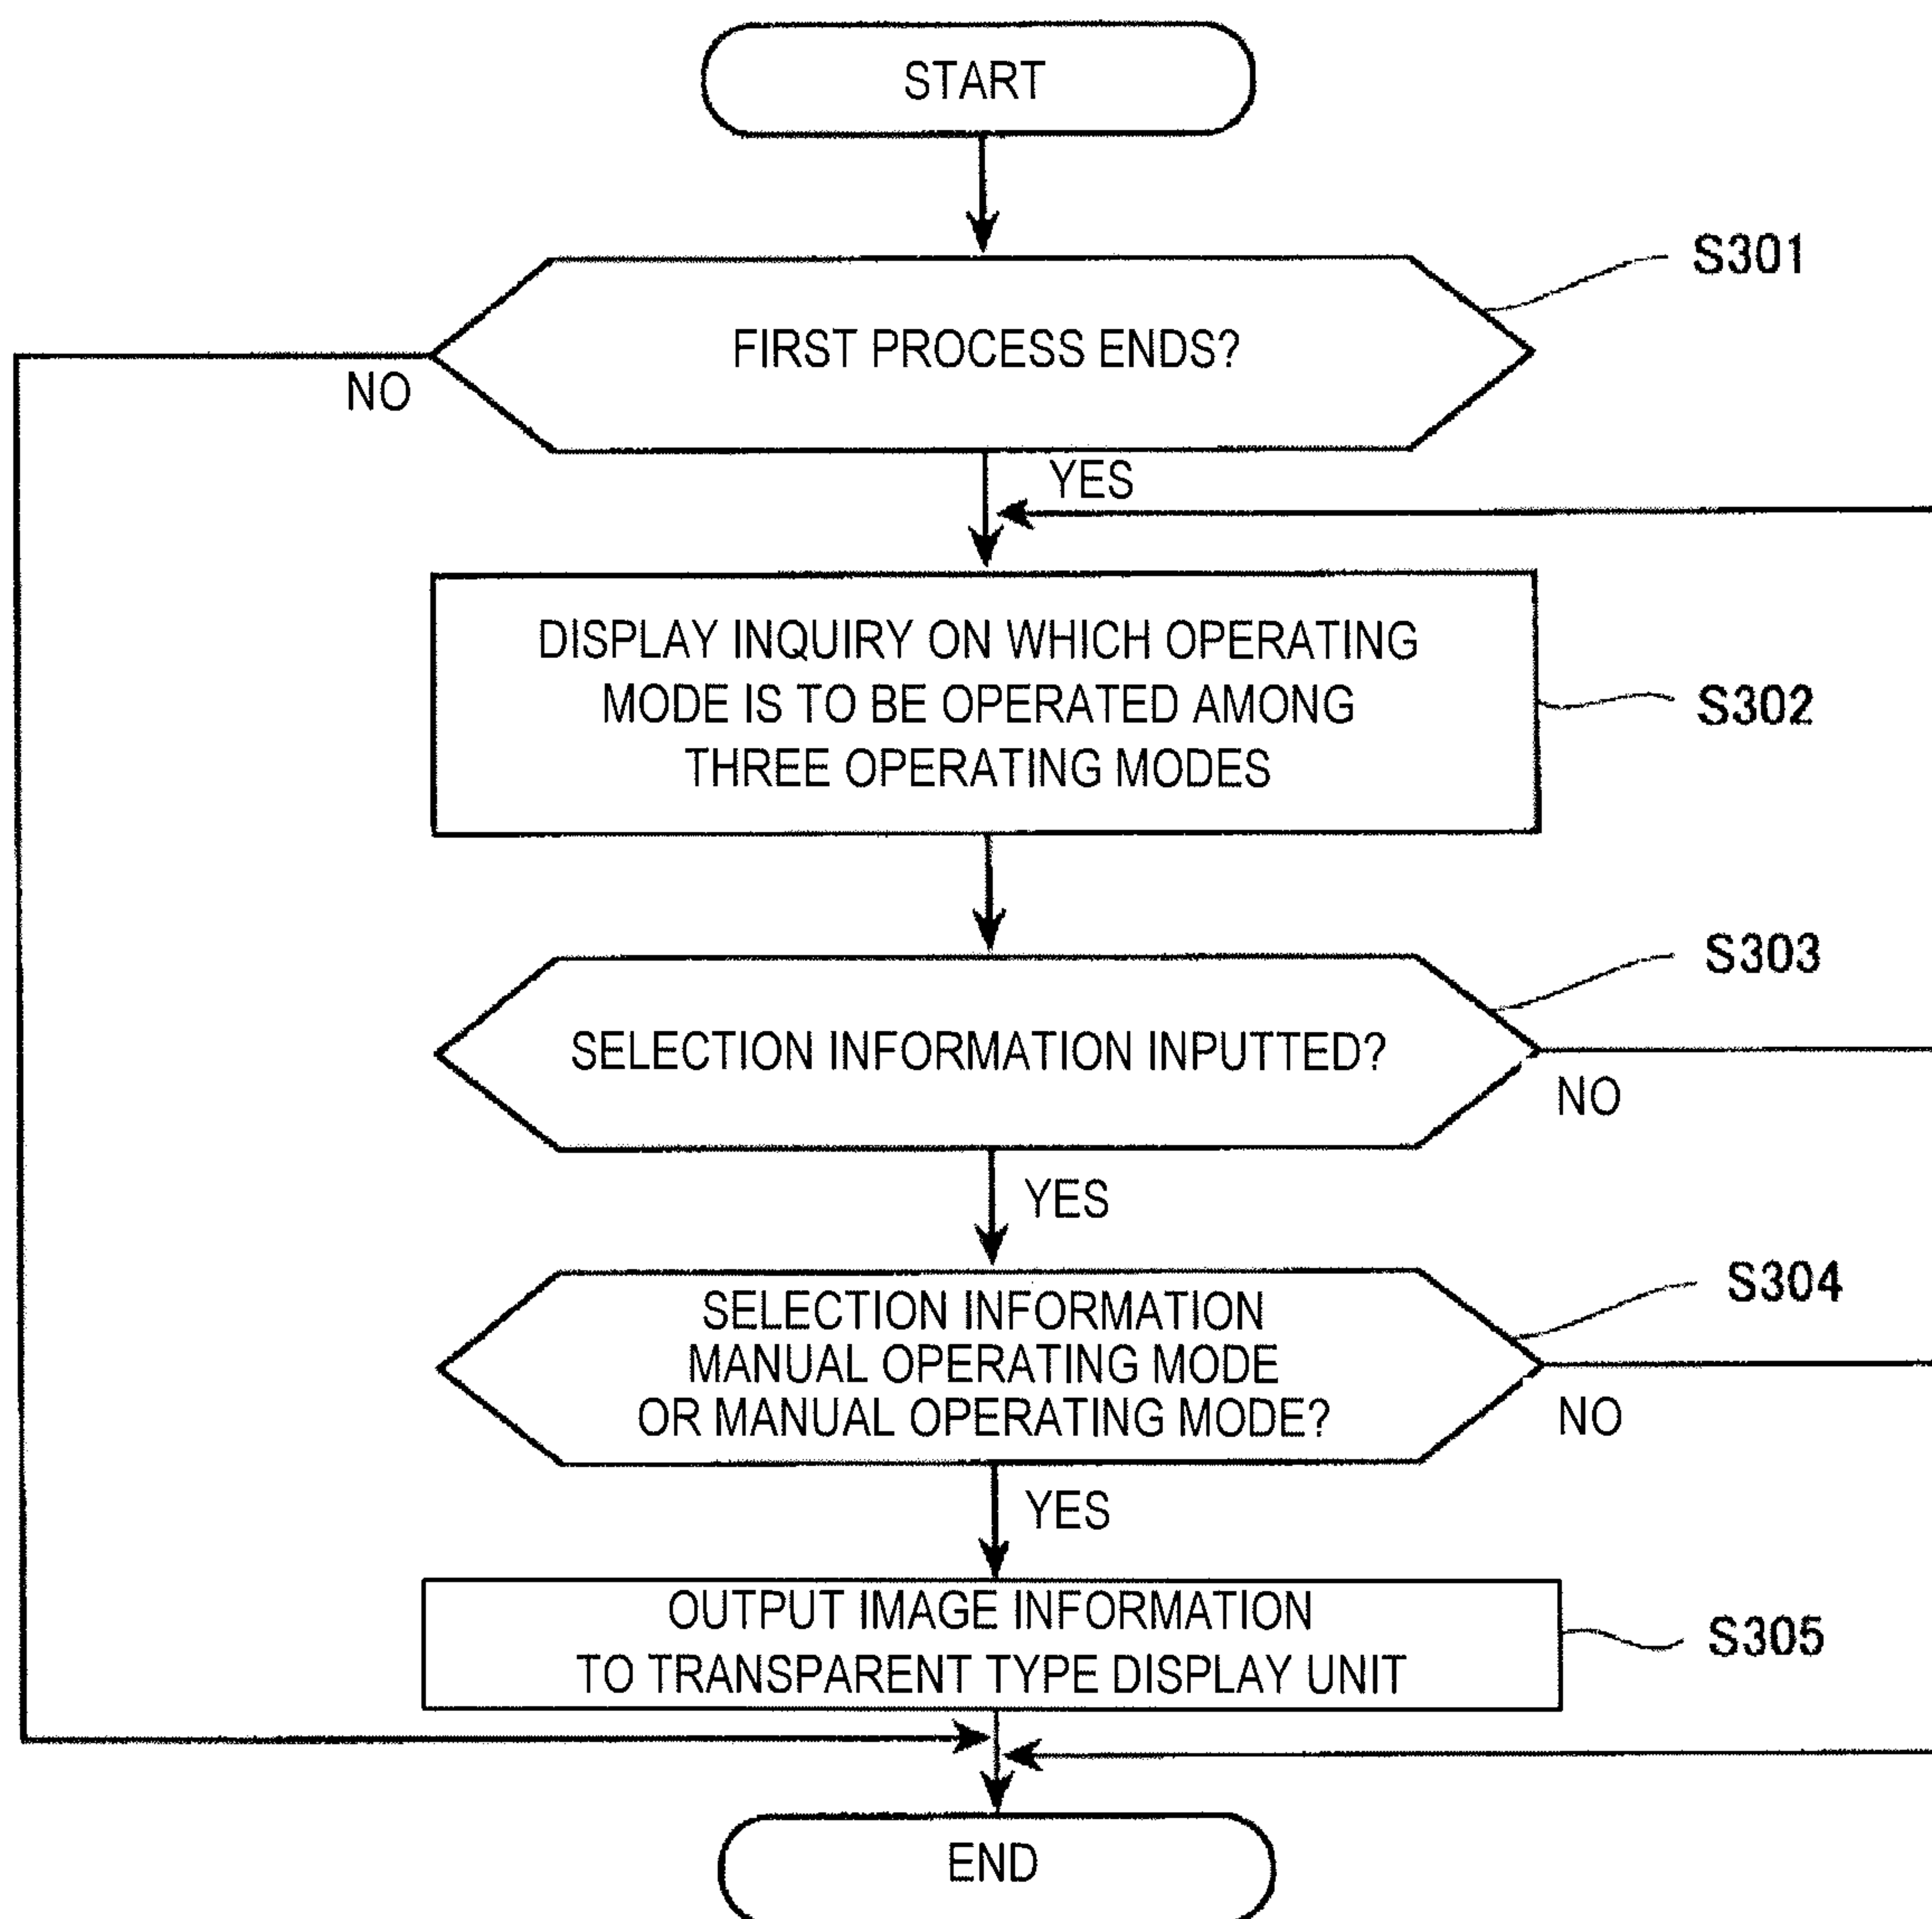 START
S301
FIRST PROCESS ENDS?
NO
YES
DISPLAY INQUIRY ON WHICH OPERATING
MODE IS TO BE OPERATED AMONG
THREE OPERATING MODES
S302
S303
SELECTION INFORMATION INPUTTED?
NO
YES
S304
SELECTION INFORMATION
MANUAL OPERATING MODE
OR MANUAL OPERATING MODE?
NO
YES
OUTPUT IMAGE INFORMATION
TO TRANSPARENT TYPE DISPLAY UNIT
S305
END